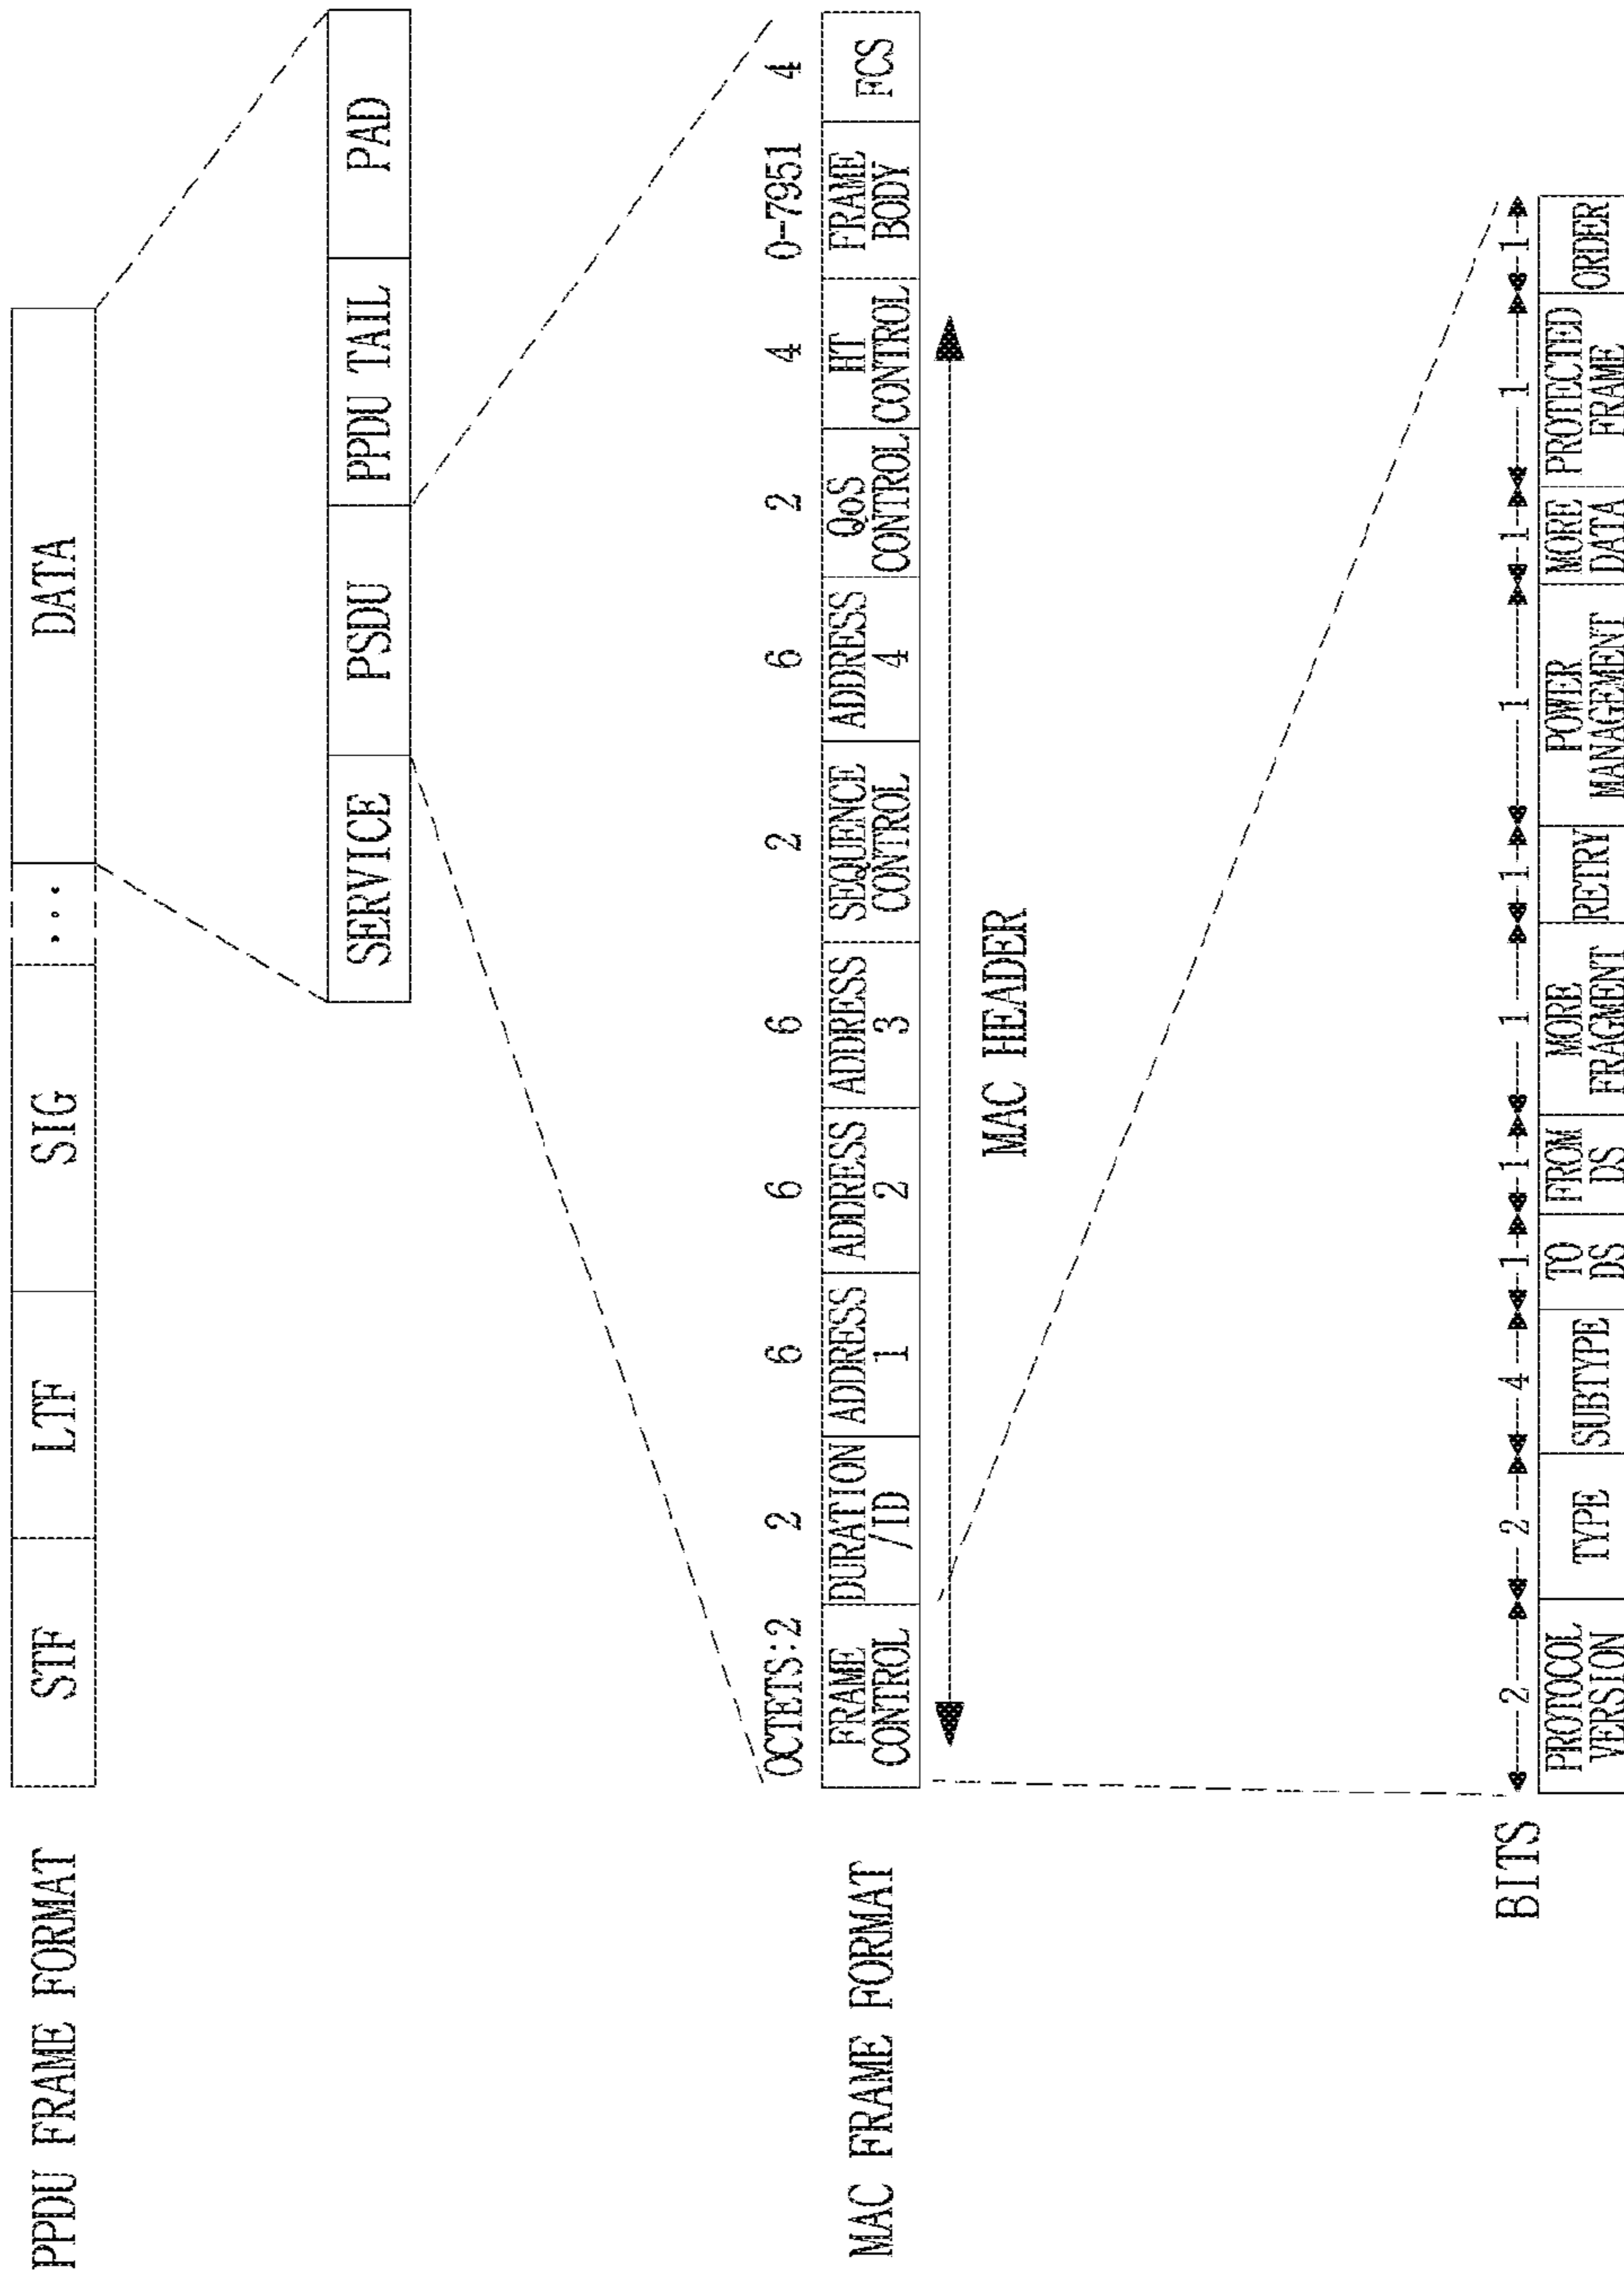 PPDU FRAME FORMAT
STF LTF SIG ... DATA
SERVICE PSDU PPDU TAIL PAD
OCTETS:2 2 6 6 6 2 6 2 4 0-7951 4
MAC FRAME FORMAT
FRAME CONTROL DURATION /ID ADDRESS 1 ADDRESS 2 ADDRESS 3 SEQUENCE CONTROL ADDRESS 4 QoS CONTROL HT CONTROL FRAME BODY FCS
MAC HEADER
BITS 2 2 4 1 1 1 1 1 1 1 1
PROTOCOL VERSION TYPE SUBTYPE TO DS FROM DS MORE FRAGMENT RETRY POWER MANAGEMENT MORE DATA PROTECTED FRAME ORDER